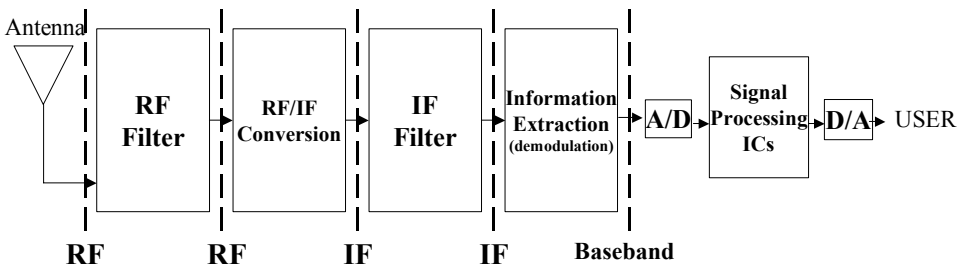 Antenna
RF
Filter
RF/IF
Conversion
IF
Filter
Information
Extraction
(demodulation)
A/D
Signal
Processing
ICs
D/A
USER
RF
RF
IF
IF
Baseband